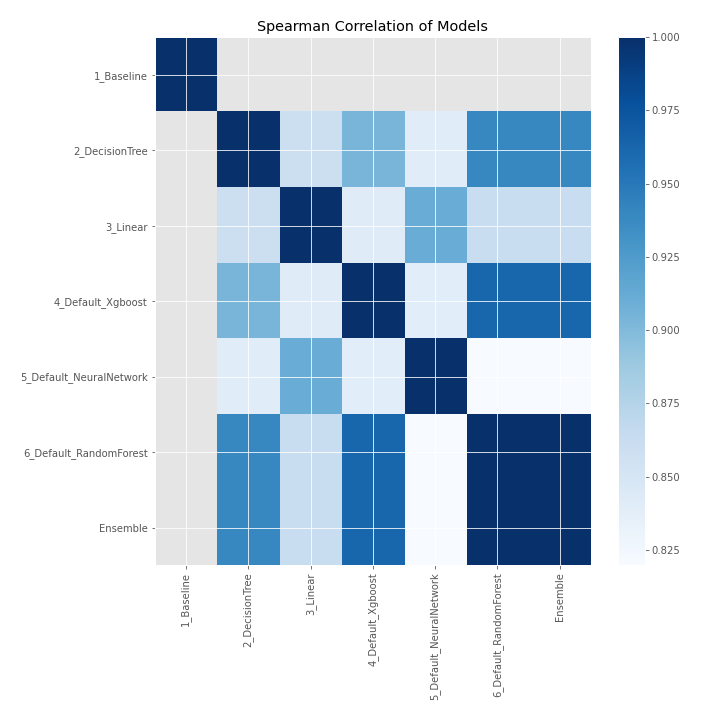 Spearman Correlation of Models
1_Baseline
2_DecisionTree
3_Linear
4_Default_Xgboost
5_Default_NeuralNetwork
6_Default_RandomForest
Ensemble
1_Baseline
2_DecisionTree
3_Linear
4_Default_Xgboost
5_Default_NeuralNetwork
6_Default_RandomForest
Ensemble
1.000
0.975
0.950
0.925
0.900
0.875
0.850
0.825